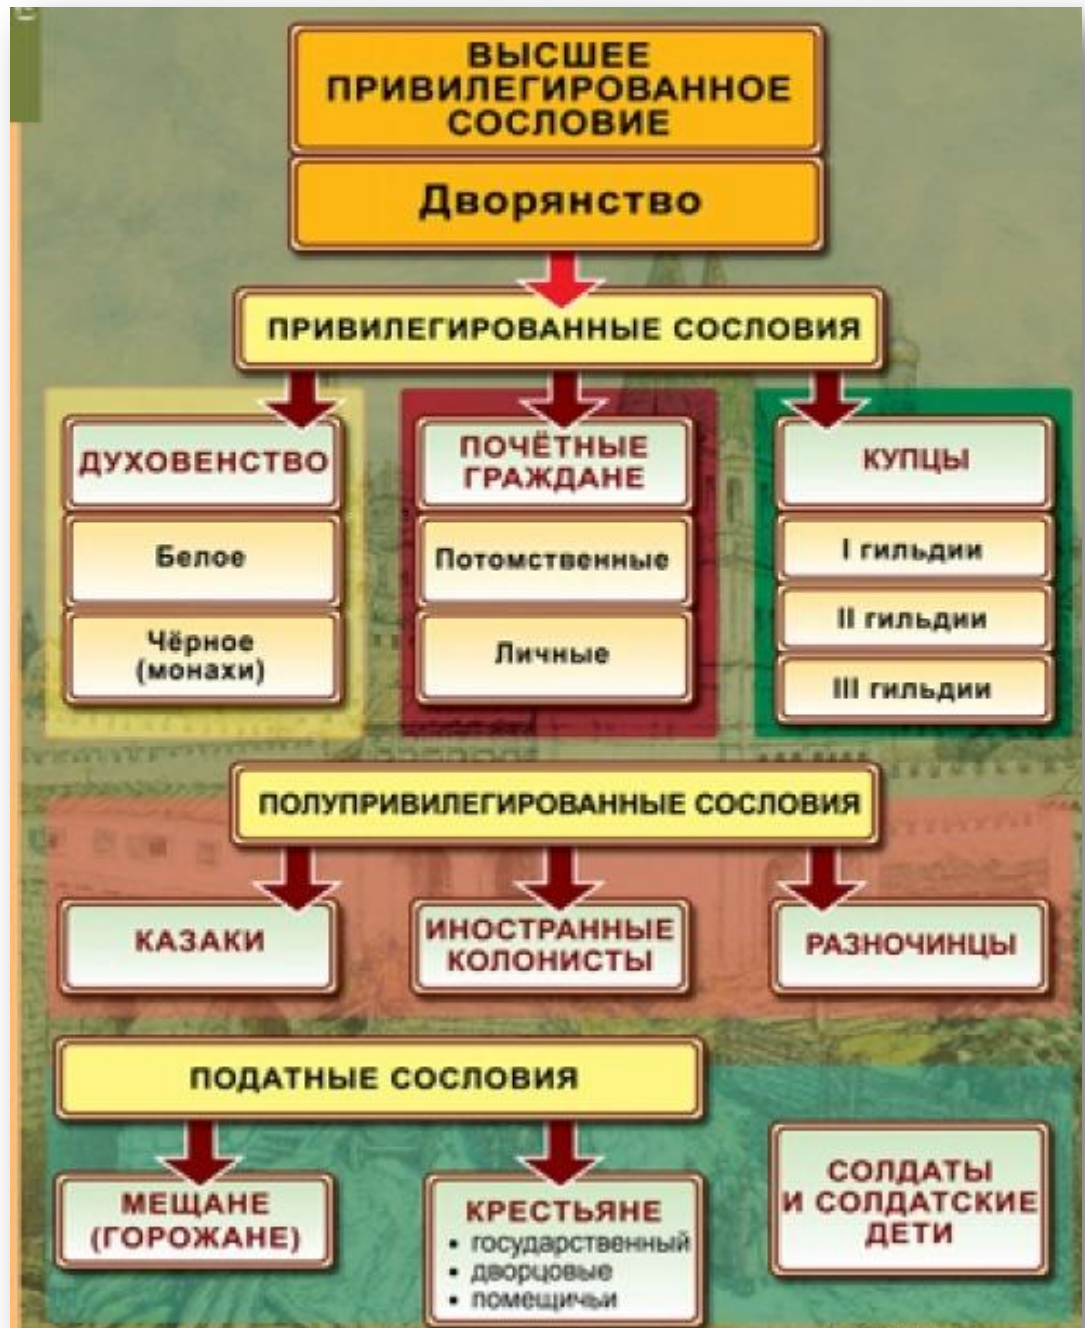 ВЫСШЕЕ
ПРИВИЛЕГИРОВАННОЕ
СОСЛОВИЕ
Дворянство
ПРИВИЛЕГИРОВАННЫЕ СОСЛОВИЯ
ДУХОВЕНСТВО
Белое
Чёрное
(монахи)
ПОЧЁТНЫЕ
ГРАЖДАНЕ
Потомственные
Личные
КУПЦЫ
I гильдии
II гильдии
III гильдии
ПОЛУПРИВИЛЕГИРОВАННЫЕ СОСЛОВИЯ
КАЗАКИ
ИНОСТРАННЫЕ
КОЛОНИСТЫ
РАЗНОЧИНЦЫ
ПОДАТНЫЕ СОСЛОВИЯ
МЕЩАНЕ
(ГОРОЖАНЕ)
КРЕСТЬЯНЕ
• государственный
• дворцовые
• помещичьи
СОЛДАТЫ
И СОЛДАТСКИЕ
ДЕТИ